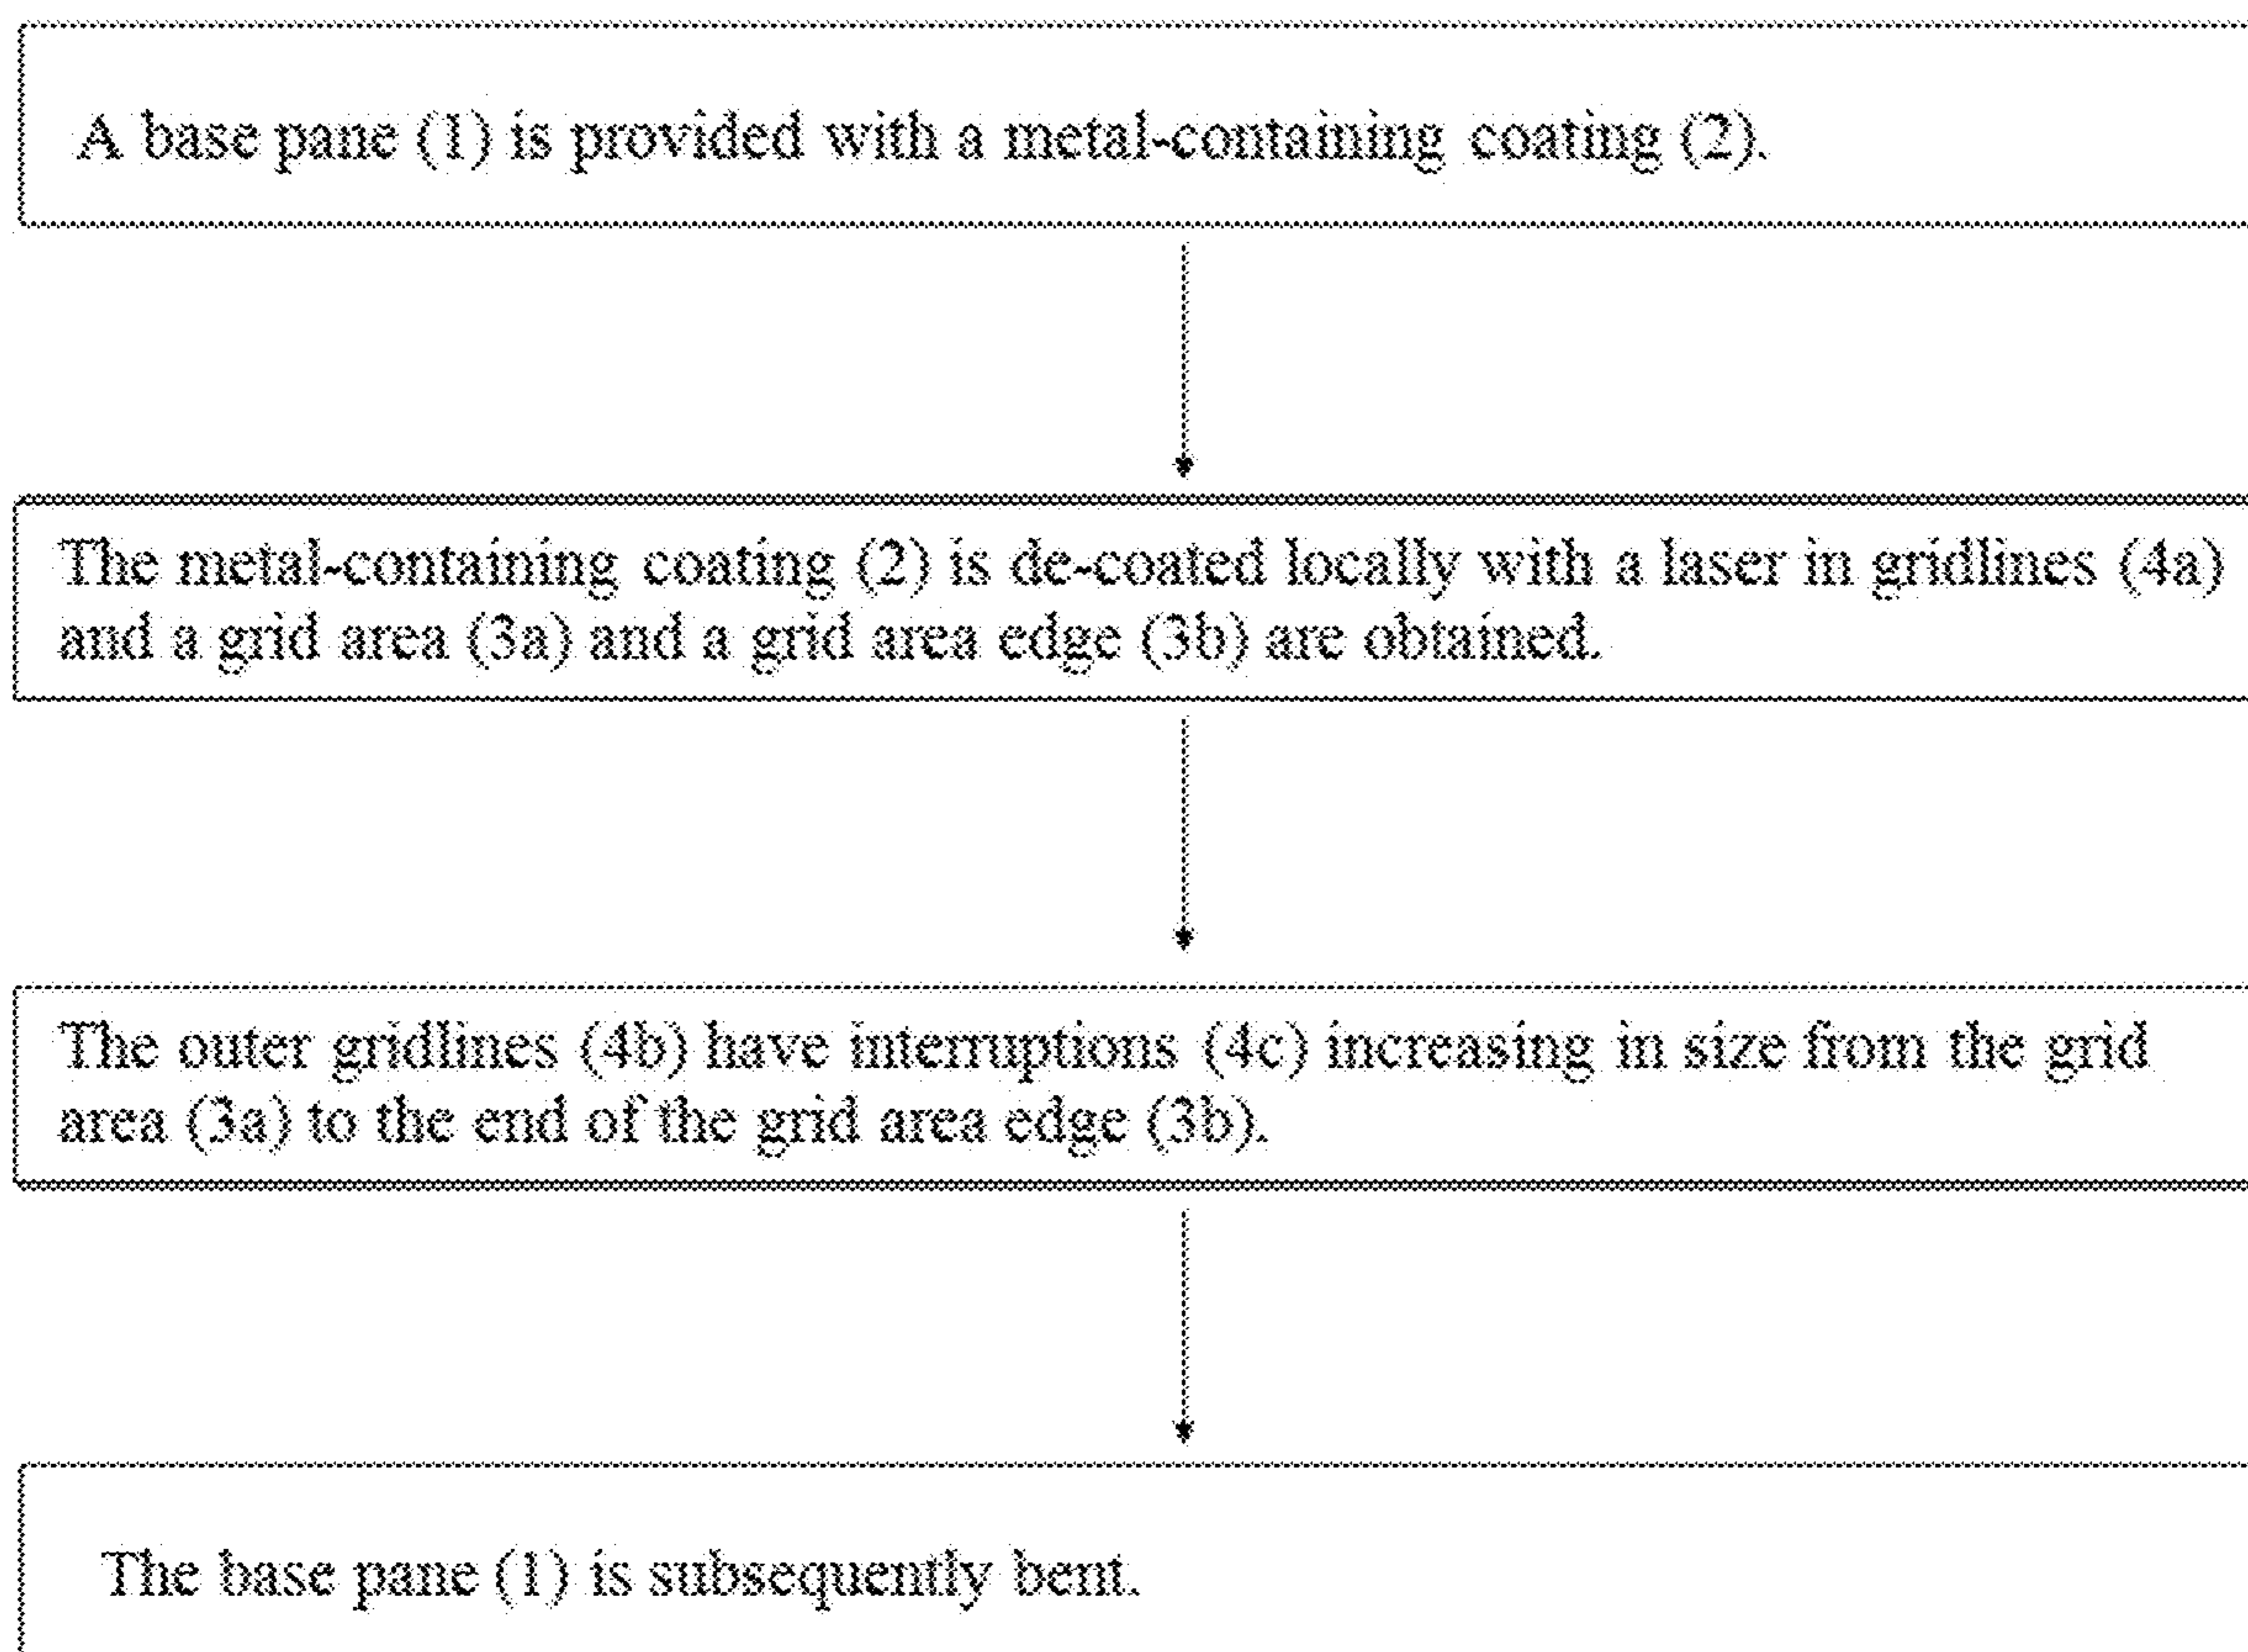 A base pane (1) is provided with a metal-containing coating (2).
The metal-containing coating (2) is de-coated locally with a laser in gridlines (4a)
and a grid area (3a) and a grid area edge (3b) are obtained.
The outer gridlines (4b) have interruptions (4c) increasing in size from the grid
area (3a) to the end of the grid area edge (3b).
The base pane (1) is subsequently bent.